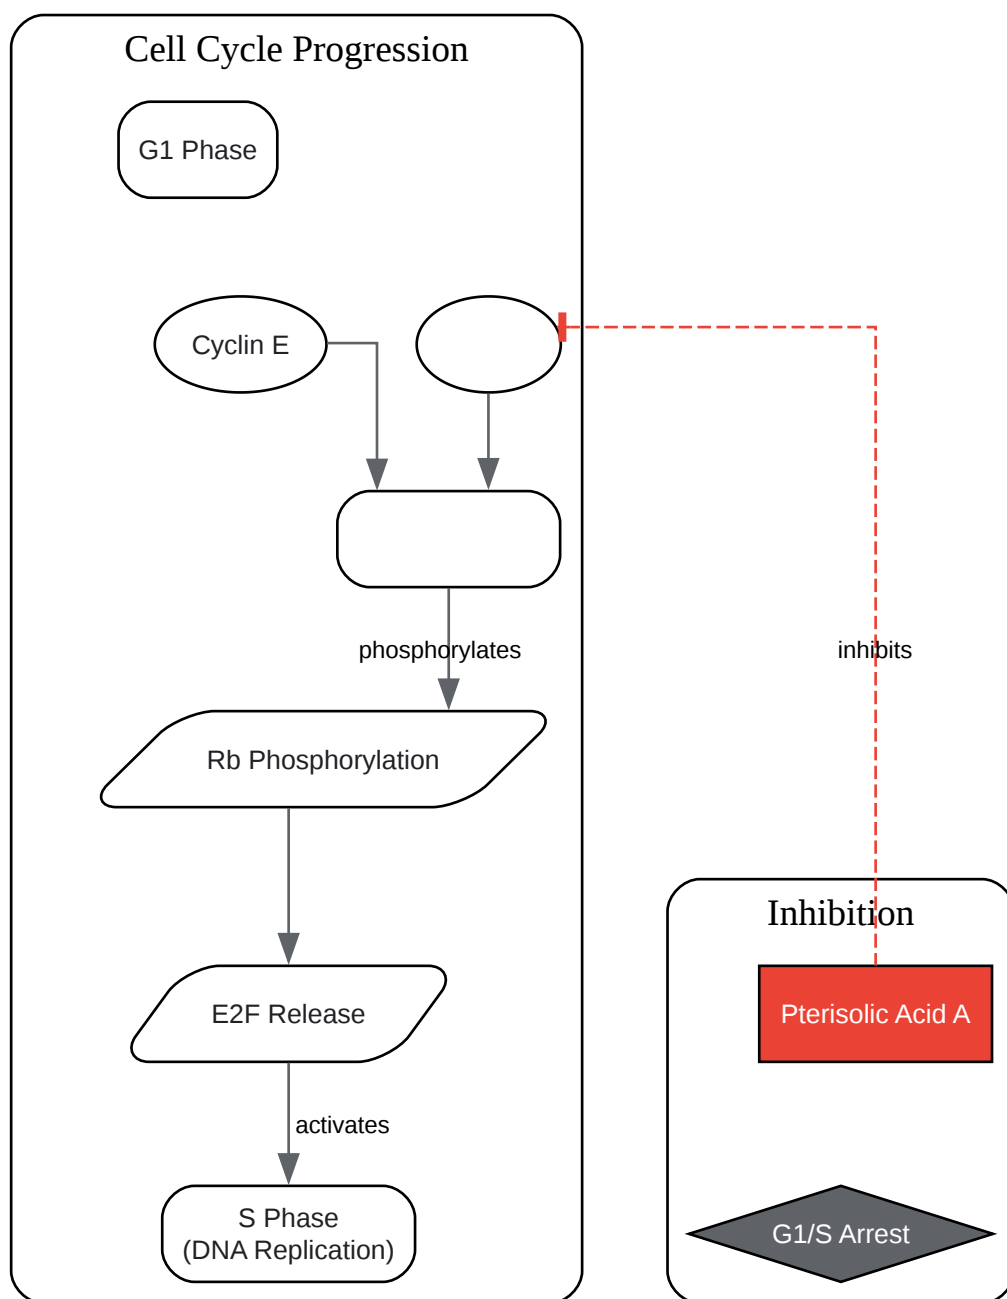 Cell Cycle Progression
G1 Phase
Cyclin E
phosphorylates
inhibits
Rb Phosphorylation
Inhibition
E2F Release
Pterisolic Acid A
activates
S Phase
(DNA Replication)
G1/S Arrest